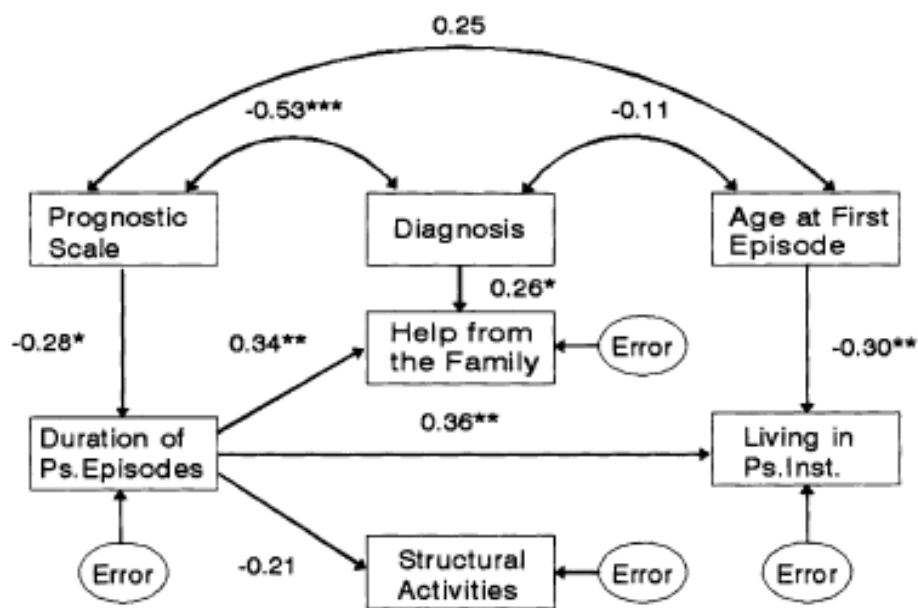 0.25
-0.53***
-0.11
Prognostic
Scale
Diagnosis
Age at First
Episode
0.26*
-0.28*
0.34**
Help from
the Family
Error
-0.30**
Duration of
Ps.Episodes
0.36**
Living in
Ps.Inst.
Error
-0.21
Structural
Activities
Error
Error